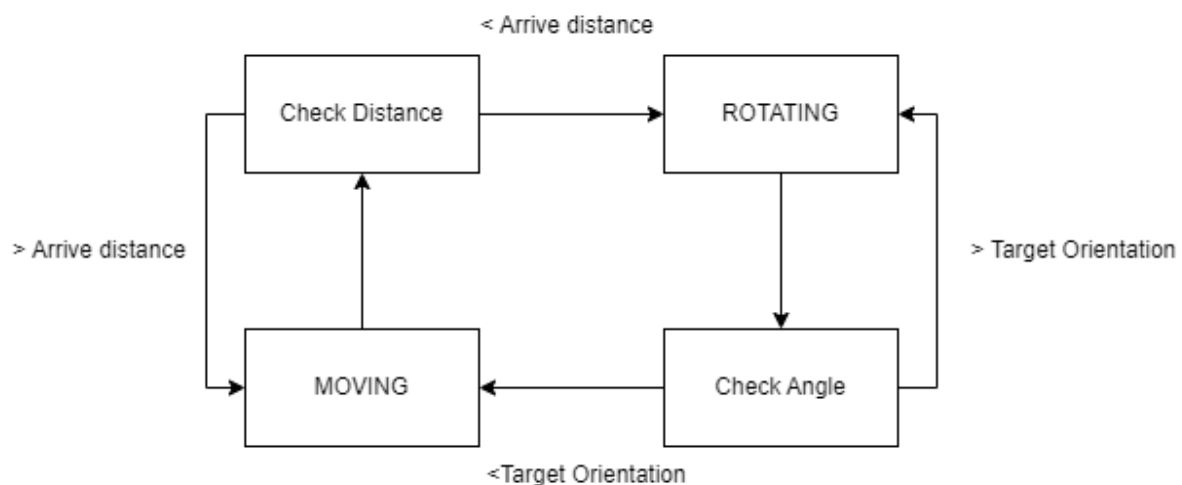 < Arrive distance
Check Distance
ROTATING
> Arrive distance
> Target Orientation
MOVING
Check Angle
<Target Orientation